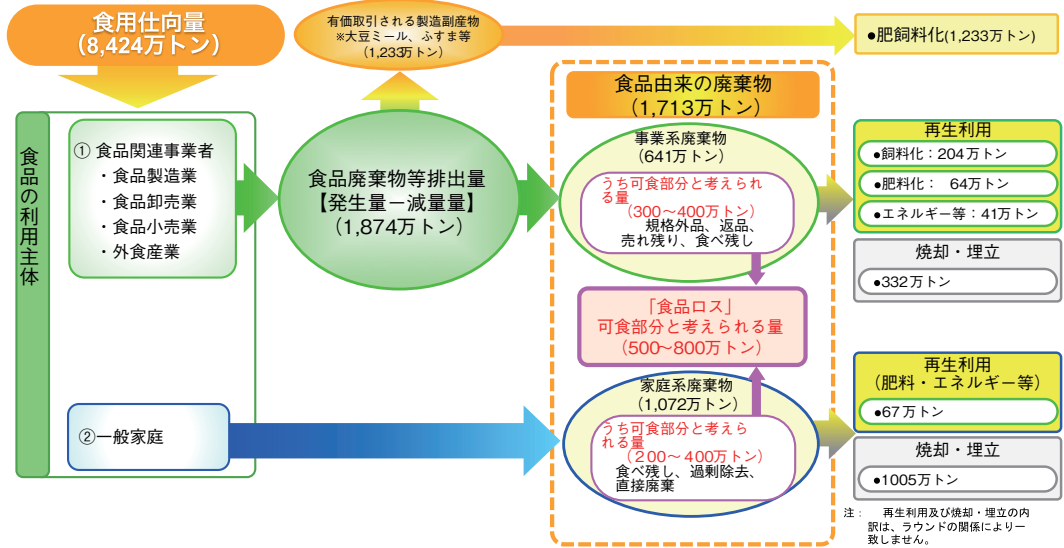 食用仕向量
(8,424万トン)
有価取引される製造副産物
※大豆ミール、ふすま等
(1,233万トン)
●肥飼料化(1,233万トン)
食品の利用主体
① 食品関連事業者
・食品製造業
・食品卸売業
・食品小売業
・外食産業
食品廃棄物等排出量
【発生量－減量量】
(1,874万トン)
食品由来の廃棄物
(1,713万トン)
事業系廃棄物
(641万トン)
うち可食部分と考えられ
る量
(300～400万トン)
規格外品、返品、
売れ残り、食べ残し
「食品ロス」
可食部分と考えられる量
(500～800万トン)
再生利用
●飼料化：204万トン
●肥料化：　64万トン
●エネルギー等：41万トン
焼却・埋立
●332万トン
②一般家庭
家庭系廃棄物
(1,072万トン)
うち可食部分と考えら
れる量
(200～400万トン)
食べ残し、過剰除去、
直接廃棄
再生利用
(肥料・エネルギー等)
●67万トン
焼却・埋立
●1005万トン
注：　再生利用及び焼却・埋立の内
訳は、ラウンドの関係により一
致しません。